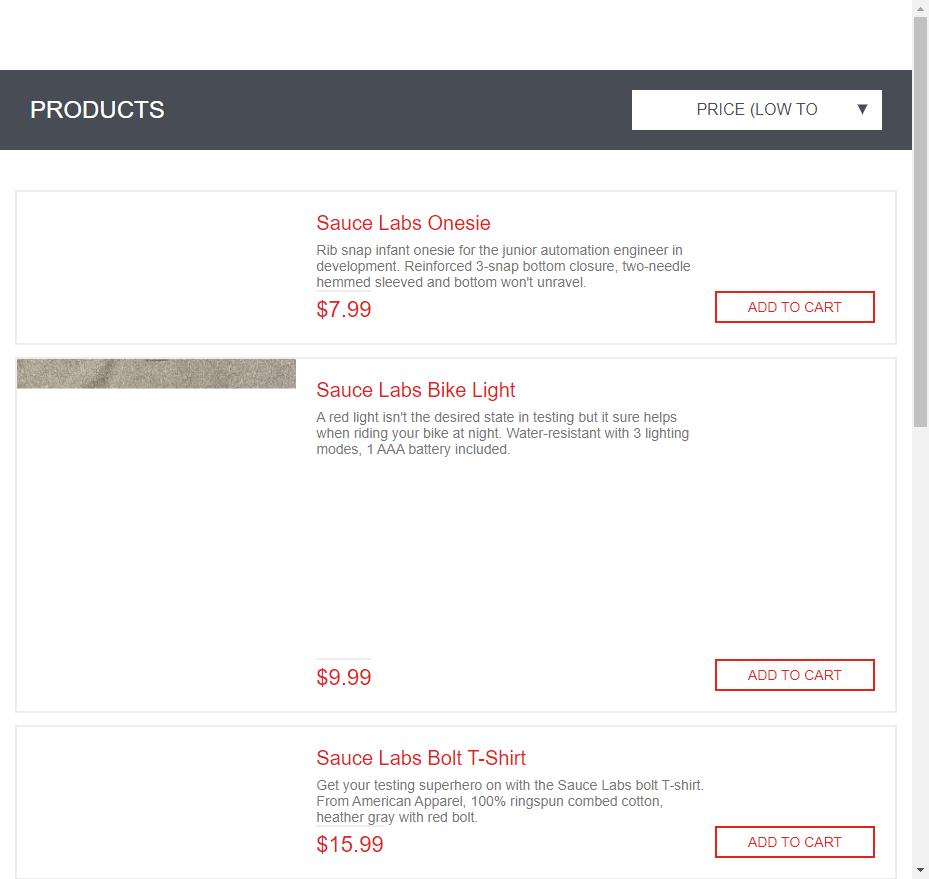 PRODUCTS
PRICE (LOW TO
Sauce Labs Onesie
Rib snap infant onesie for the junior automation engineer in
development. Reinforced 3-snap bottom closure, two-needle
hemmed sleeved and bottom won't unravel.
$7.99
ADD TO CART
Sauce Labs Bike Light
A red light isn't the desired state in testing but it sure helps
when riding your bike at night. Water-resistant with 3 lighting
modes, 1 AAA battery included.
$9.99
ADD TO CART
Sauce Labs Bolt T-Shirt
Get your testing superhero on with the Sauce Labs bolt T-shirt.
From American Apparel, 100% ringspun combed cotton,
heather gray with red bolt.
$15.99
ADD TO CART